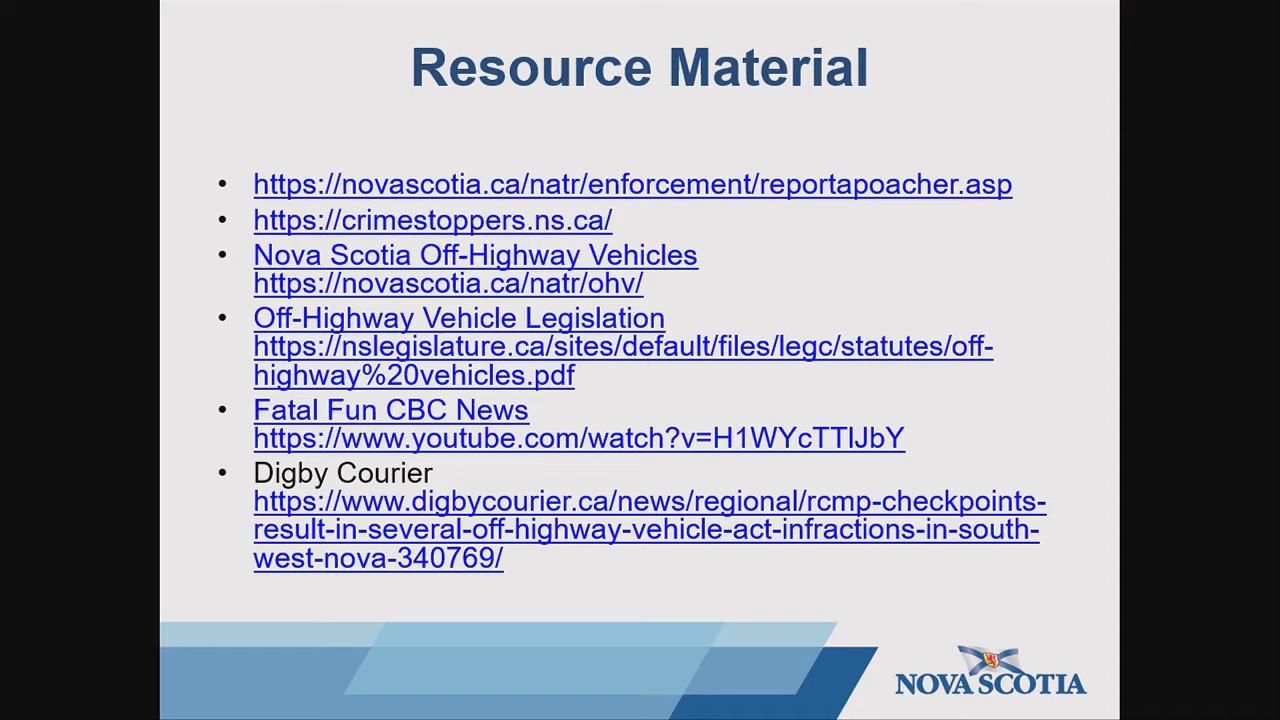 Resource Material
• https://novascotia.ca/natr/enforcement/reportapoacher.asp
• https://crimestoppers.ns.ca/
• Nova Scotia Off-Highway Vehicles
https://novascotia.ca/natr/ohv/
• Off-Highway Vehicle Legislation
https://nslegislature.ca/sites/default/files/legc/statutes/off-
highway%20vehicles.pdf
• Fatal Fun CBC News
https://www.youtube.com/watch?v=H1WYcTTlJbY
• Digby Courier
https://www.digbycourier.ca/news/regional/rcmp-checkpoints-
result-in-several-off-highway-vehicle-act-infractions-in-south-
west-nova-340769/
NOVA SCOTIA